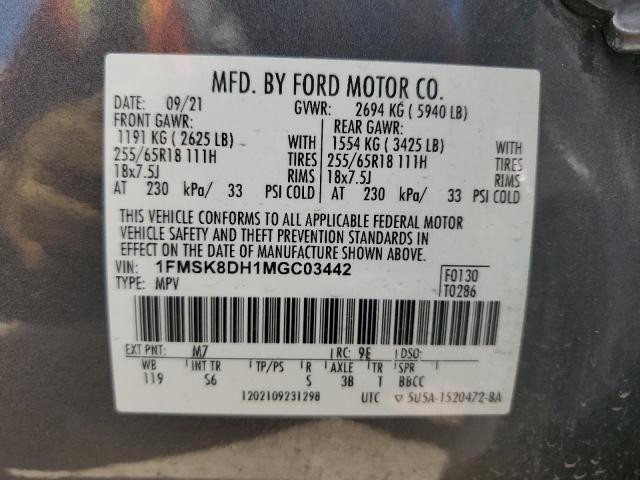 MFD. BY FORD MOTOR CO.
DATE: 09/21 GVWR: 2694 KG ( 5940 LB)
FRONT GAWR: REAR GAWR:
1191 KG ( 2625 LB) WITH 1554 KG ( 3425 LB) WITH
255/65R18 111H TIRES 255/65R18 111H TIRES
18x7.5J RIMS 18x7.5J RIMS
AT 230 kPa/ 33 PSI COLD AT 230 kPa/ 33 PSI COLD
THIS VEHICLE CONFORMS TO ALL APPLICABLE FEDERAL MOTOR
VEHICLE SAFETY AND THEFT PREVENTION STANDARDS IN
EFFECT ON THE DATE OF MANUFACTURE SHOWN ABOVE.
VIN: 1FMSK8DH1MGC03442 F0130
TYPE: MPV T0286
EXT PNT: M7 RC: 9E DSO:
WB INT TR TP/PS R AXLE TR SPR
119 S6 S 3B T BBCC
1202109231298 UTC ▽ 5U5A-1520472-BA